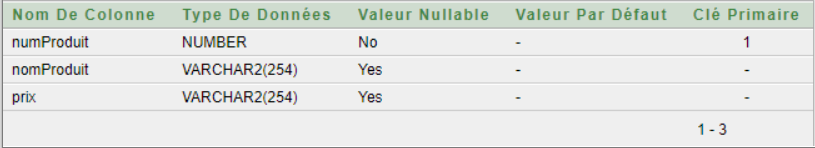 Nom De Colonne Type De Données Valeur Nullable Valeur Par Défaut Clé Primaire
numProduit NUMBER No - 1
nomProduit VARCHAR2(254) Yes - -
prix VARCHAR2(254) Yes - -
1 - 3